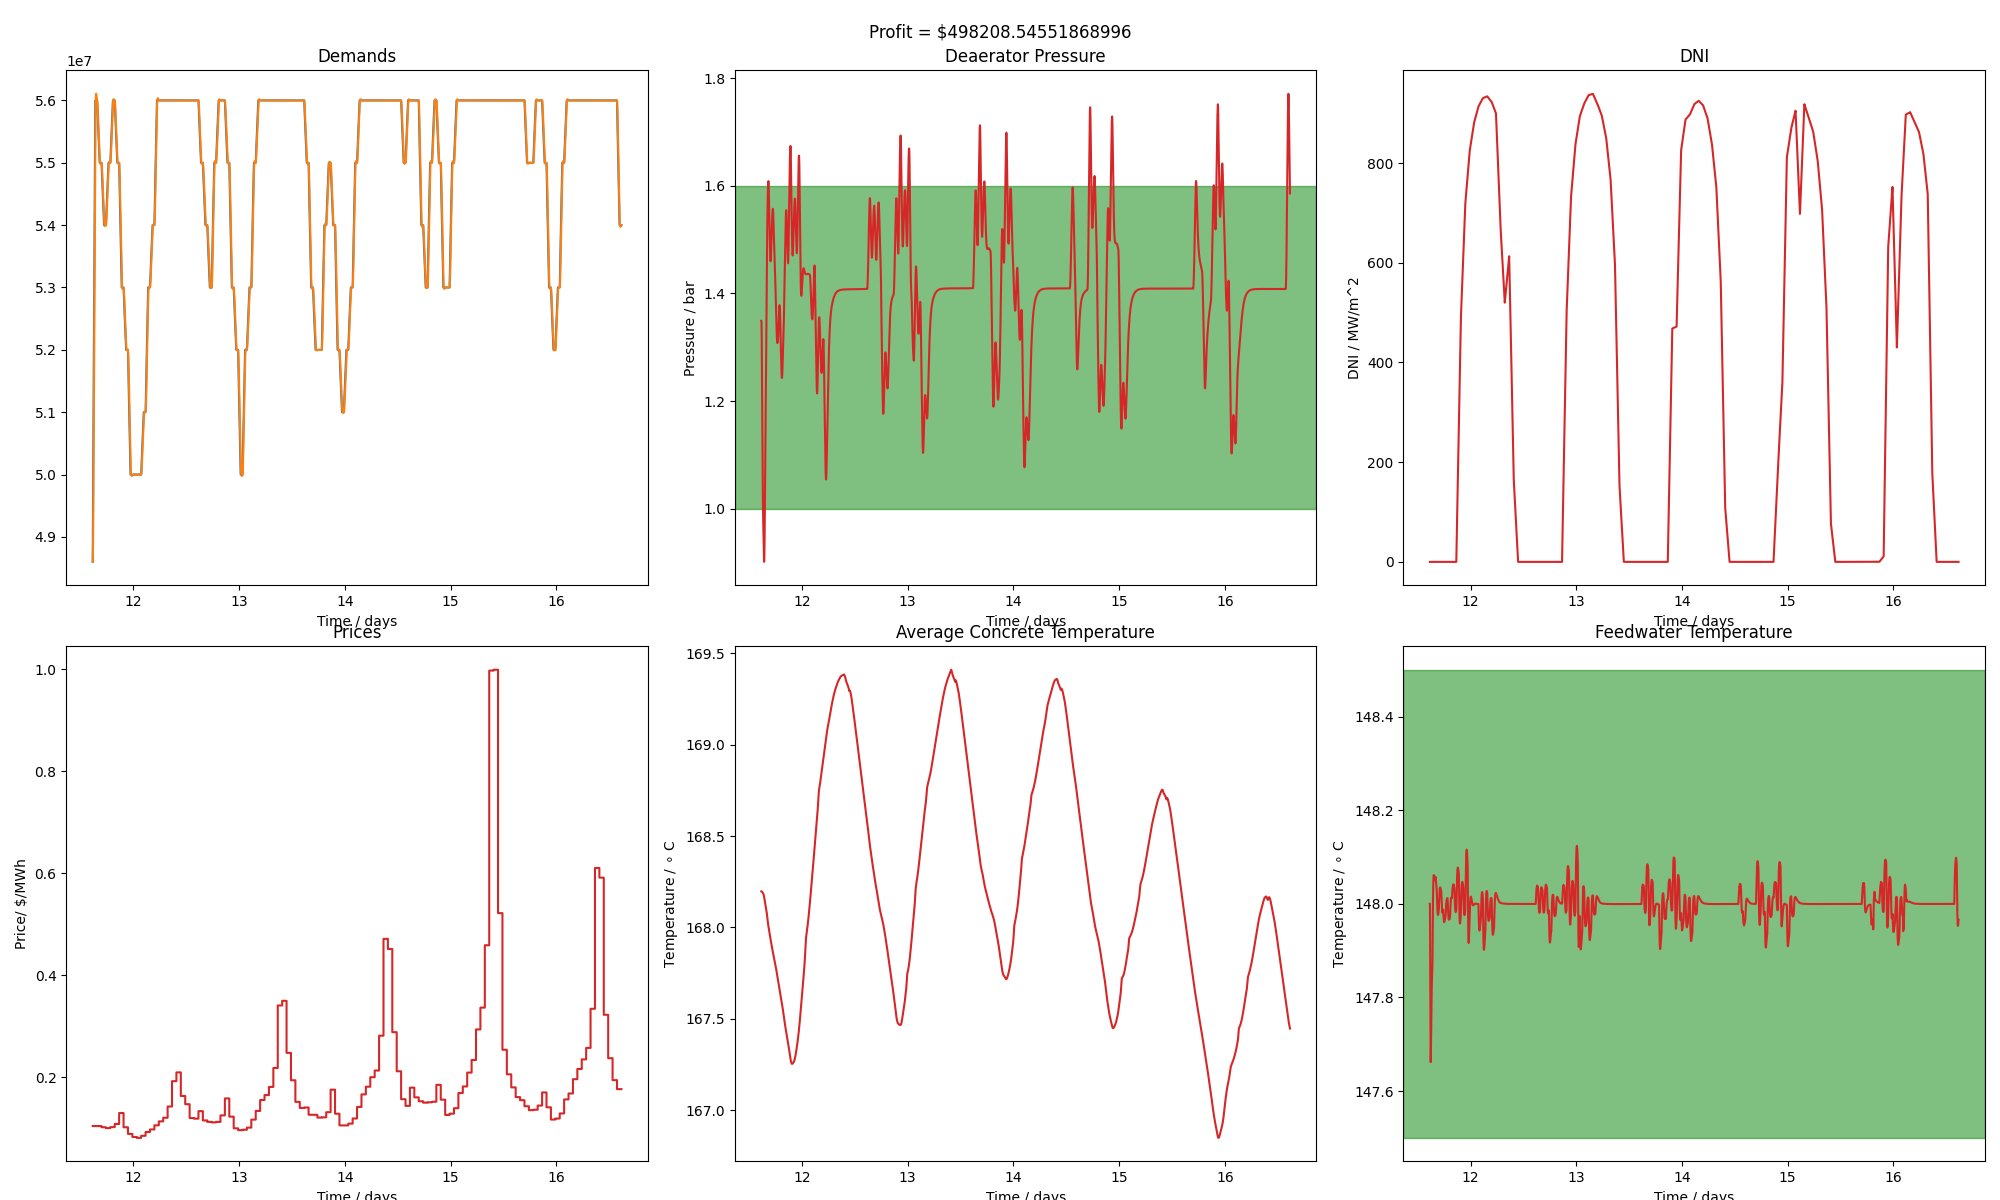 Profit = $498208.54551868996
Demands
1e7
5.6
5.5
5.4
5.3
5.2
5.1
5.0
4.9
12 13 14 15 16
Time / days
Deaerator Pressure
Pressure / bar
1.8
1.6
1.4
1.2
1.0
12 13 14 15 16
Time / days
DNI
DNI / MW/m^2
800
600
400
200
0
12 13 14 15 16
Time / days
Prices
Price/ $/MWh
1.0
0.8
0.6
0.4
0.2
12 13 14 15 16
Time / days
Average Concrete Temperature
Temperature / ∘ C
169.5
169.0
168.5
168.0
167.5
167.0
12 13 14 15 16
Time / days
Feedwater Temperature
Temperature / ∘ C
148.4
148.2
148.0
147.8
147.6
12 13 14 15 16
Time / days